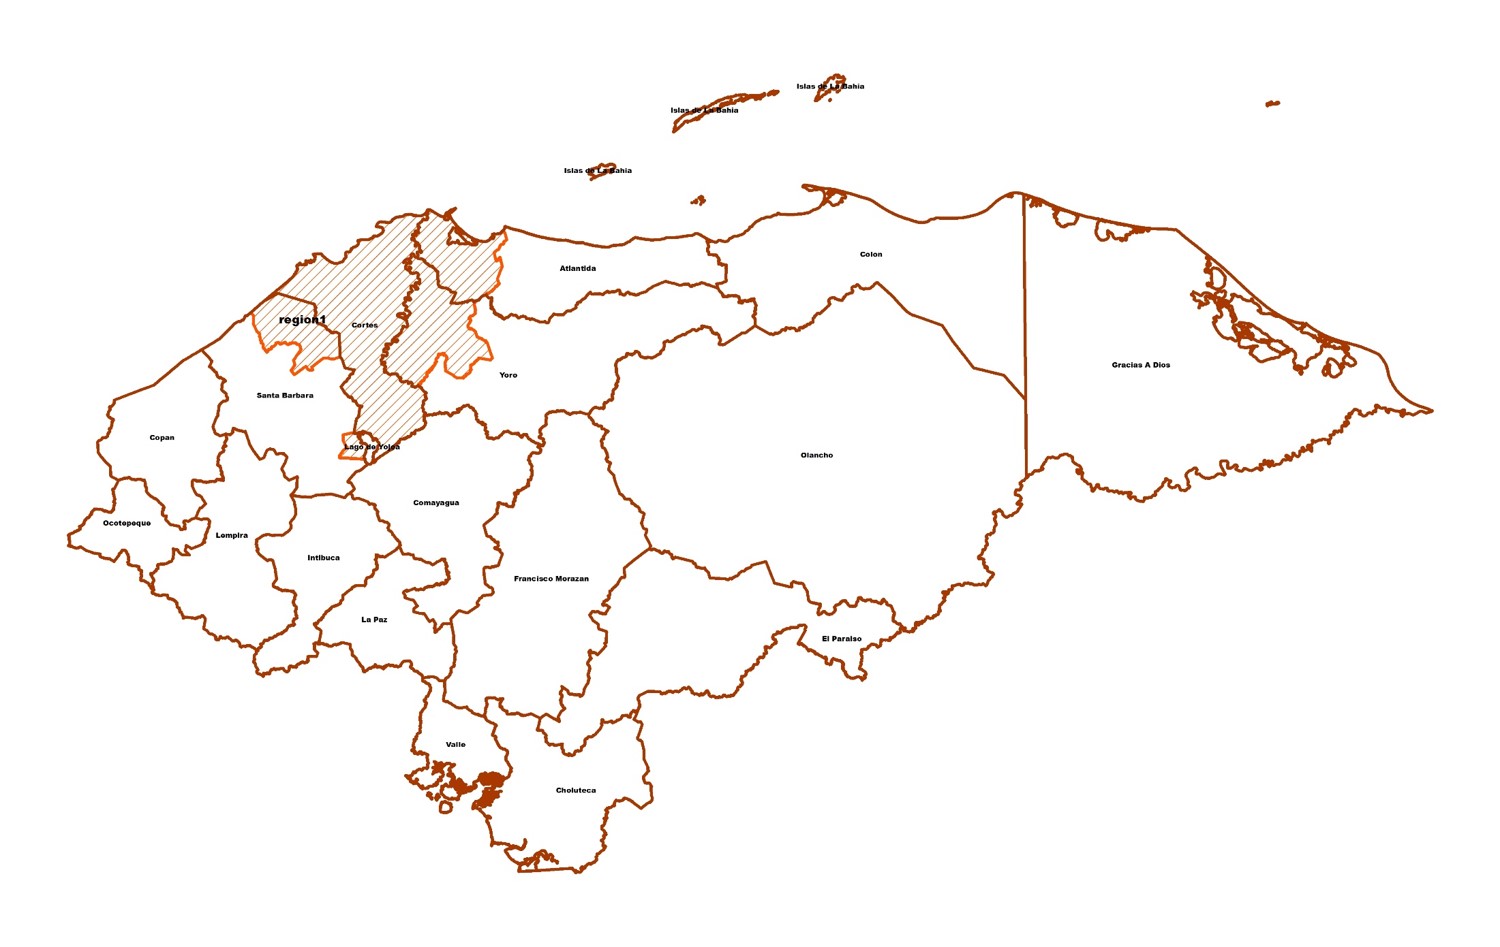 Islas de La Bahia
Islas de La Bahia
Islas de La Bahia
Colon
Atlantida
region1
Cortes
Gracias A Dios
Yoro
Santa Barbara
Copan
Lago de Yojoa
Olancho
Comayagua
Ocotepeque
Lempira
Intibuca
Francisco Morazan
La Paz
El Paraiso
Valle
Choluteca